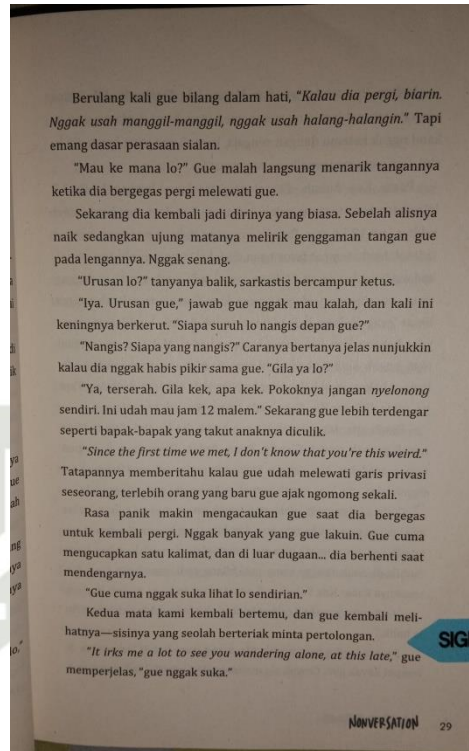 Berulang kali gue bilang dalam hati, "Kalau dia pergi, biarin.
Nggak usah manggil-manggil, nggak usah halang-halangin." Tapi
emang dasar perasaan sialan.
"Mau ke mana lo?" Gue malah langsung menarik tangannya
ketika dia bergegas pergi melewati gue.
Sekarang dia kembali jadi dirinya yang biasa. Sebelah alisnya
naik sedangkan ujung matanya melirik genggaman tangan gue
pada lengannya. Nggak senang.
"Urusan lo?" tanyanya balik, sarkastis bercampur ketus.
"Iya. Urusan gue," jawab gue nggak mau kalah, dan kali ini
keningnya berkerut. "Siapa suruh lo nangis depan gue?"
"Nangis? Siapa yang nangis?" Caranya bertanya jelas nunjukkin
kalau dia nggak habis pikir sama gue. "Gila ya lo?"
"Ya, terserah. Gila kek, apa kek. Pokoknya jangan nyelonong
sendiri. Ini udah mau jam 12 malem." Sekarang gue lebih terdengar
seperti bapak-bapak yang takut anaknya diculik.
"Since the first time we met, I don't know that you're this weird."
Tatapannya memberitahu kalau gue udah melewati garis privasi
seseorang, terlebih orang yang baru gue ajak ngomong sekali.
Rasa panik makin mengacaukan gue saat dia bergegas
untuk kembali pergi. Nggak banyak yang gue lakuin. Gue cuma
mengucapkan satu kalimat, dan di luar dugaan... dia berhenti saat
mendengarnya.
"Gue cuma nggak suka lihat lo sendirian."
Kedua mata kami kembali bertemu, dan gue kembali meli-
hatnya—sisinya yang seolah berteriak minta pertolongan.
"It irks me a lot to see you wandering alone, at this late," gue
memperjelas, "gue nggak suka."
SIG
NONVERSATION 29